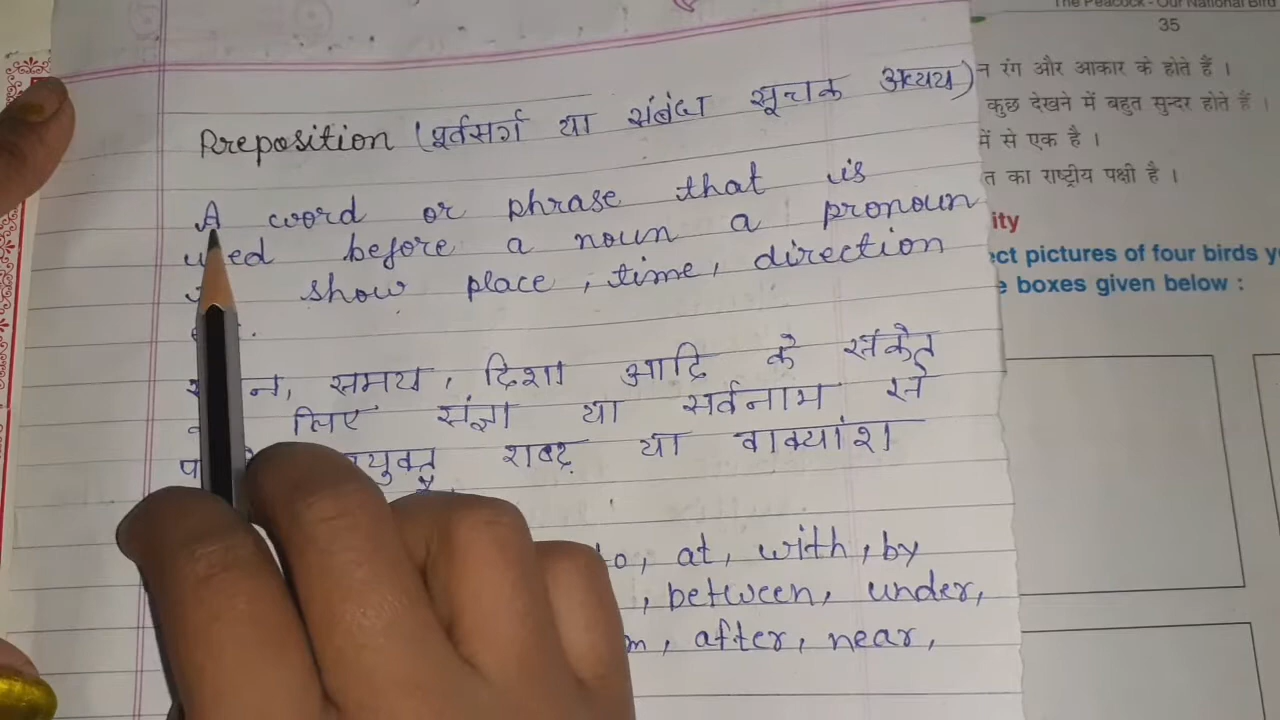 Preposition (पूर्वसर्ग या संबंध सूचक अव्यय)
A word or phrase that is
used before a noun a pronoun
show place, time, direction
समय, दिशा आदि के संकेत
लिए संज्ञा या सर्वनाम से
शब्द या वाक्यांश
to, at, with, by
, between, under,
, after, near,
The Peacock - Our National Bird
35
न रंग और आकार के होते हैं ।
कुछ देखने में बहुत सुन्दर होते हैं ।
में से एक है ।
त का राष्ट्रीय पक्षी है ।
ity
ect pictures of four birds y
e boxes given below :